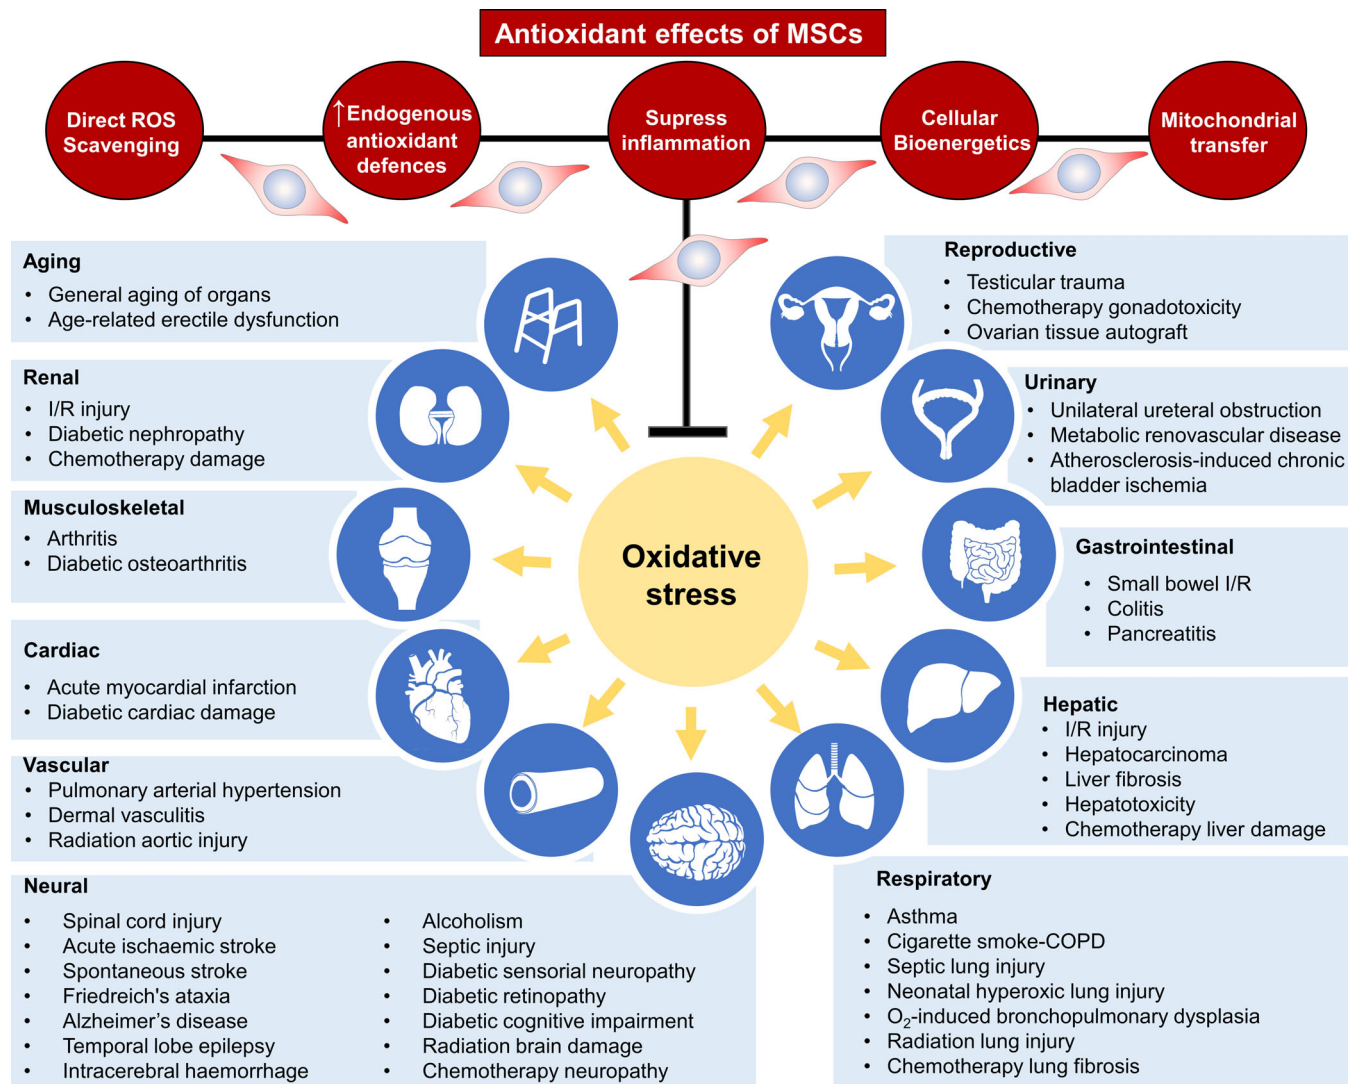 Antioxidant effects of MSCs
Direct ROS
Scavenging
↑Endogenous
antioxidant
defences
Supress
inflammation
Cellular
Bioenergetics
Mitochondrial
transfer
Aging
• General aging of organs
• Age-related erectile dysfunction
Renal
• I/R injury
• Diabetic nephropathy
• Chemotherapy damage
Musculoskeletal
• Arthritis
• Diabetic osteoarthritis
Cardiac
• Acute myocardial infarction
• Diabetic cardiac damage
Vascular
• Pulmonary arterial hypertension
• Dermal vasculitis
• Radiation aortic injury
Neural
• Spinal cord injury
• Acute ischaemic stroke
• Spontaneous stroke
• Friedreich's ataxia
• Alzheimer’s disease
• Temporal lobe epilepsy
• Intracerebral haemorrhage
• Alcoholism
• Septic injury
• Diabetic sensorial neuropathy
• Diabetic retinopathy
• Diabetic cognitive impairment
• Radiation brain damage
• Chemotherapy neuropathy
Oxidative
stress
Reproductive
• Testicular trauma
• Chemotherapy gonadotoxicity
• Ovarian tissue autograft
Urinary
• Unilateral ureteral obstruction
• Metabolic renovascular disease
• Atherosclerosis-induced chronic
bladder ischemia
Gastrointestinal
• Small bowel I/R
• Colitis
• Pancreatitis
Hepatic
• I/R injury
• Hepatocarcinoma
• Liver fibrosis
• Hepatotoxicity
• Chemotherapy liver damage
Respiratory
• Asthma
• Cigarette smoke-COPD
• Septic lung injury
• Neonatal hyperoxic lung injury
• O₂-induced bronchopulmonary dysplasia
• Radiation lung injury
• Chemotherapy lung fibrosis